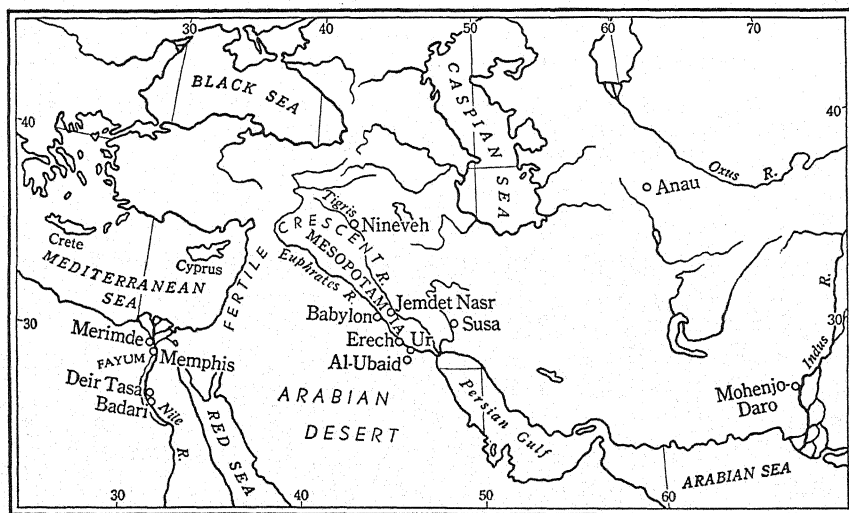 30
50
60
70
BLACK SEA
CASPIAN SEA
40
40
Oxus R.
Anau
Tigris R.
Nineveh
Crete
Cyprus
FERTILE CRESCENT
MESOPOTAMIA
Euphrates R.
MEDITERRANEAN
SEA
30
30
Jemdet Nasr
Babylon
Susa
Merimde
Erech
Ur
FAYUM
Memphis
Al-Ubaid
Indus R.
Deir Tasa
Badari
Nile R.
RED SEA
ARABIAN
DESERT
Persian Gulf
Mohenjo-
Daro
ARABIAN SEA
30
40
50
60